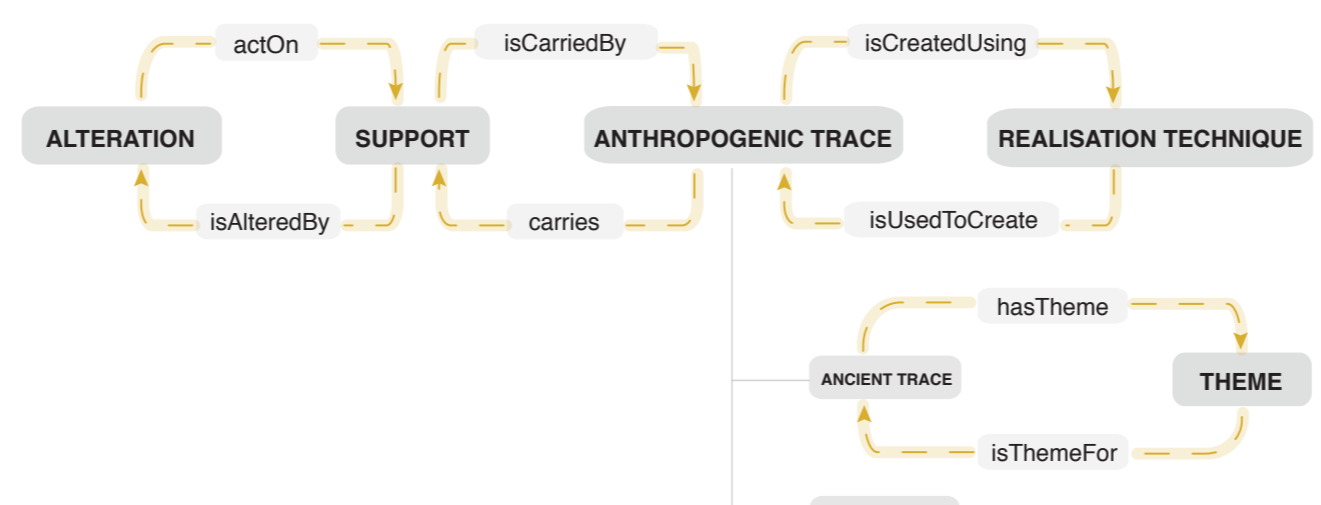 actOn
isCarriedBy
isCreatedUsing
ALTERATION
SUPPORT
ANTHROPOGENIC TRACE
REALISATION TECHNIQUE
isAlteredBy
carries
isUsedToCreate
hasTheme
ANCIENT TRACE
THEME
isThemeFor